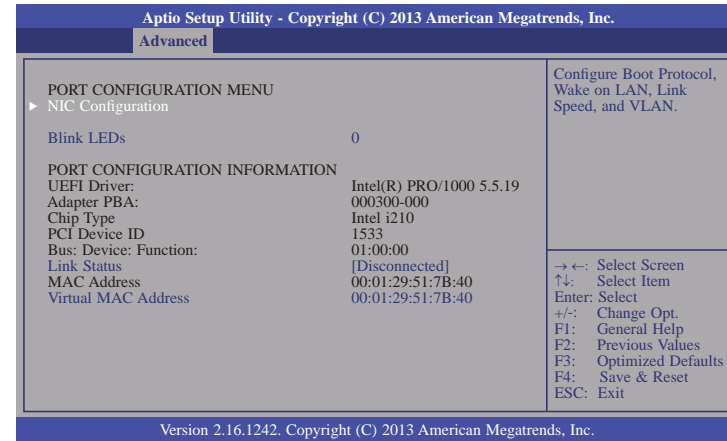 Aptio Setup Utility - Copyright (C) 2013 American Megatrends, Inc.
Advanced
PORT CONFIGURATION MENU
► NIC Configuration
Blink LEDs 0
PORT CONFIGURATION INFORMATION
UEFI Driver: Intel(R) PRO/1000 5.5.19
Adapter PBA: 000300-000
Chip Type Intel i210
PCI Device ID 1533
Bus: Device: Function: 01:00:00
Link Status [Disconnected]
MAC Address 00:01:29:51:7B:40
Virtual MAC Address 00:01:29:51:7B:40
Configure Boot Protocol,
Wake on LAN, Link
Speed, and VLAN.
→←: Select Screen
↑↓: Select Item
Enter: Select
+/-: Change Opt.
F1: General Help
F2: Previous Values
F3: Optimized Defaults
F4: Save & Reset
ESC: Exit
Version 2.16.1242. Copyright (C) 2013 American Megatrends, Inc.